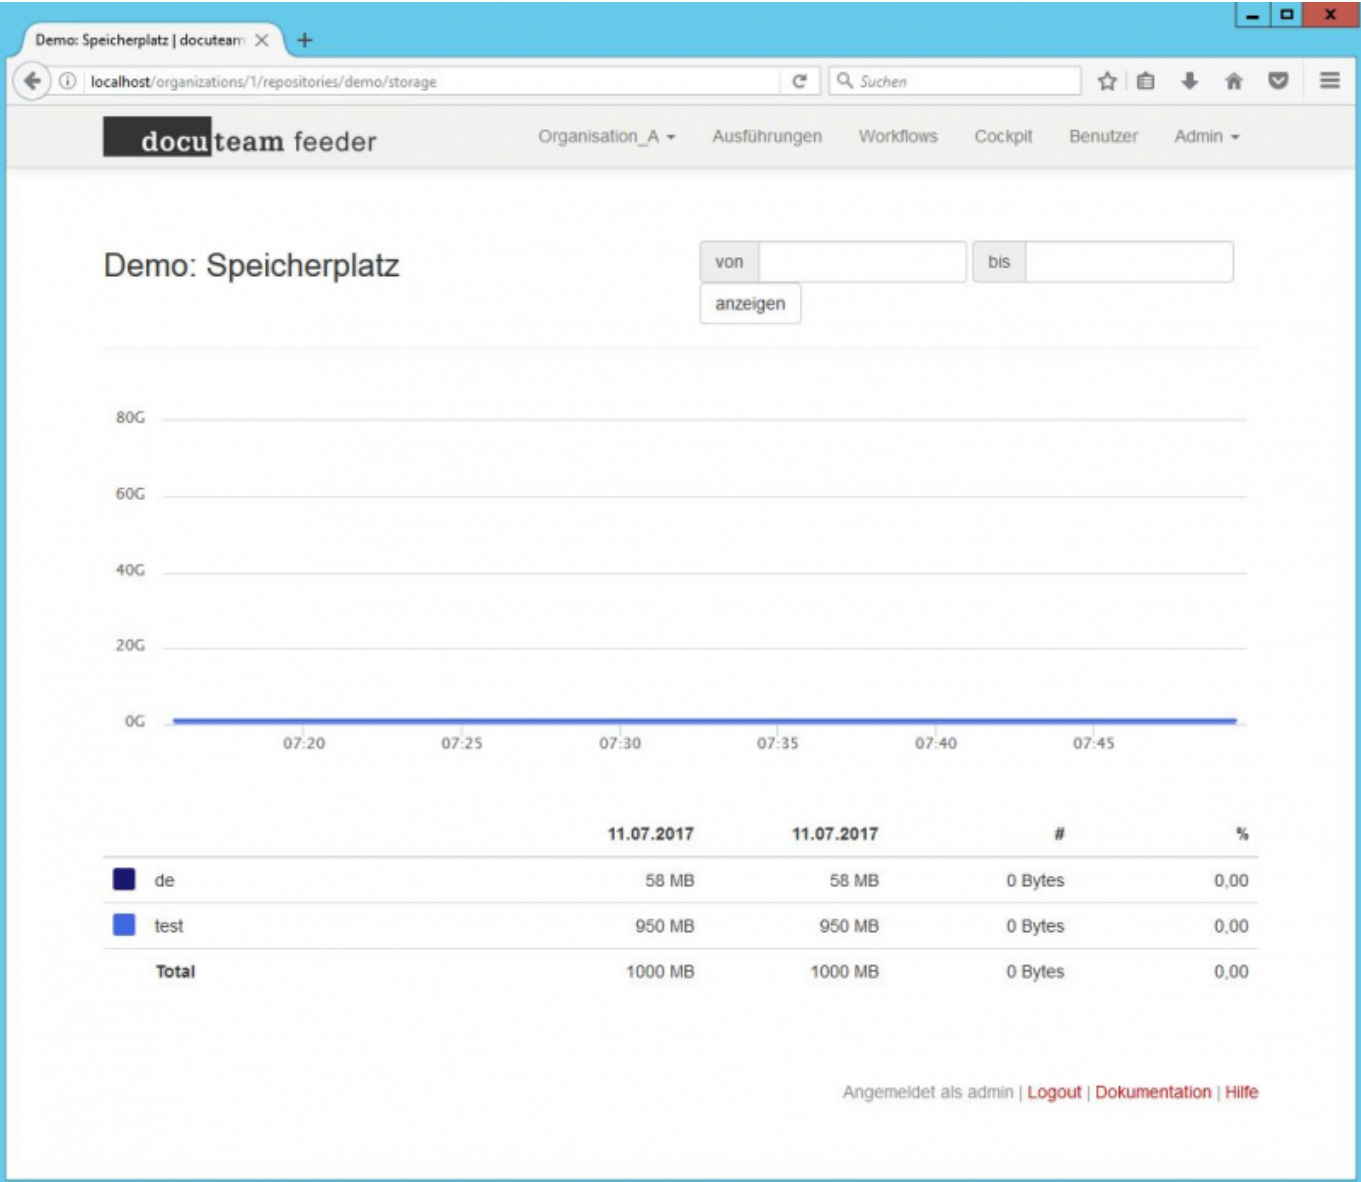 Demo: Speicherplatz | docuteam
localhost/organizations/1/repositories/demo/storage
Suchen
docuteam feeder
Organisation_A Ausführungen Workflows Cockpit Benutzer Admin
Demo: Speicherplatz
von bis
anzeigen
80G
60G
40G
20G
0G
07:20 07:25 07:30 07:35 07:40 07:45
11.07.2017 11.07.2017 # %
de 58 MB 58 MB 0 Bytes 0,00
test 950 MB 950 MB 0 Bytes 0,00
Total 1000 MB 1000 MB 0 Bytes 0,00
Angemeldet als admin | Logout | Dokumentation | Hilfe